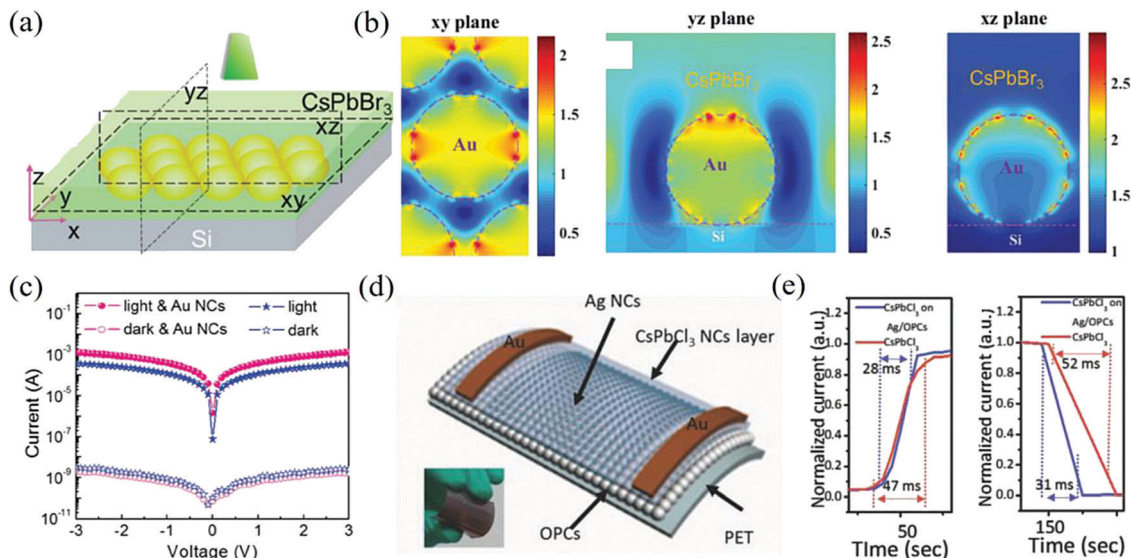 (a)
yz
CsPbBr3
xz
z
y
xy
x
Si
(b)
xy plane
Au
2
1.5
1
0.5
yz plane
CsPbBr3
Au
Si
2.5
2
1.5
1
0.5
xz plane
CsPbBr3
Au
Si
2.5
2
1.5
1
(c)
light & Au NCs
light
dark & Au NCs
dark
Current (A)
10-1
10-3
10-5
10-7
10-9
10-11
-3
-2
-1
0
1
2
3
Voltage (V)
(d)
Ag NCs
CsPbCl3 NCs layer
Au
Au
OPCs
PET
(e)
Normalized current (a.u.)
1.4
1.2
1.0
0.8
0.6
0.4
0.2
0.0
CsPbCl3 on
Ag/OPCs
CsPbCl3
28 ms
47 ms
50
TIme (sec)
Normalized current (a.u.)
1.2
1.0
0.8
0.6
0.4
0.2
0.0
CsPbCl3 on
Ag/OPCs
CsPbCl3
52 ms
31 ms
150
TIme (sec)